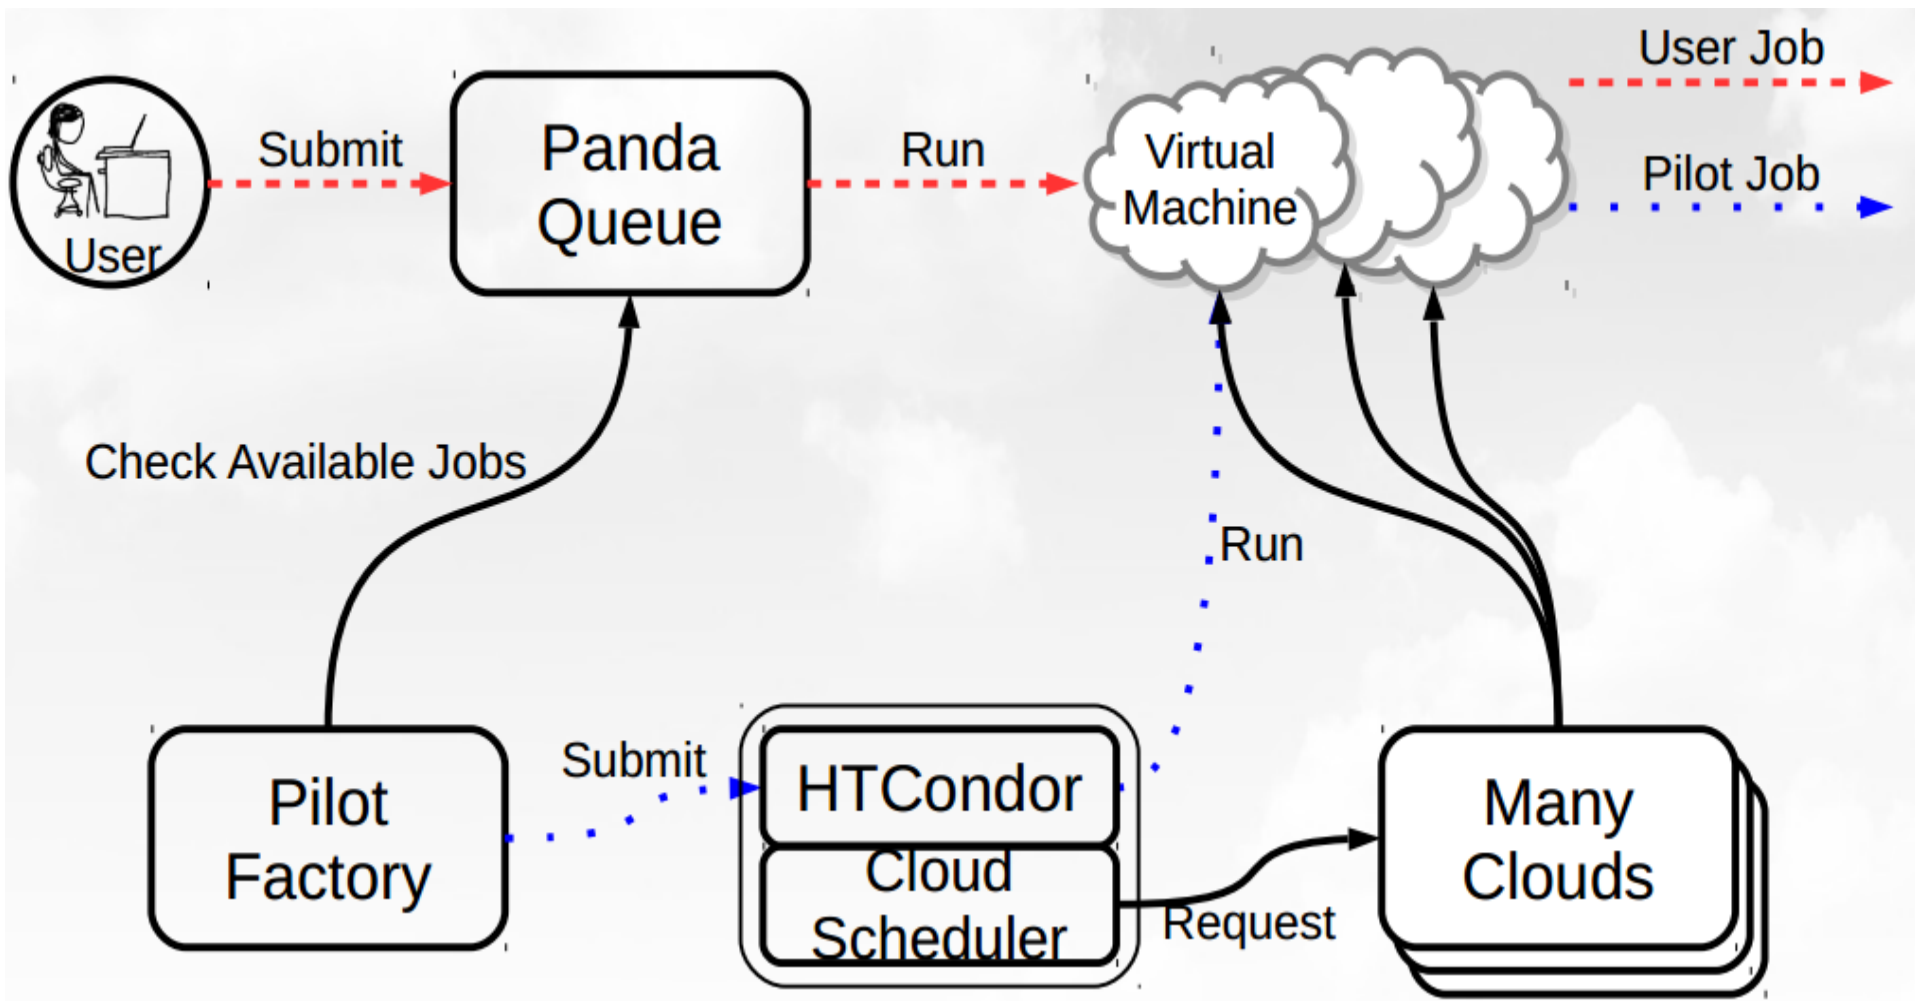 User Job
Submit
Panda
Queue
Run
Virtual
Machine
Pilot Job
User
Check Available Jobs
Run
Submit
Pilot
Factory
HTCondor
Cloud
Scheduler
Request
Many
Clouds